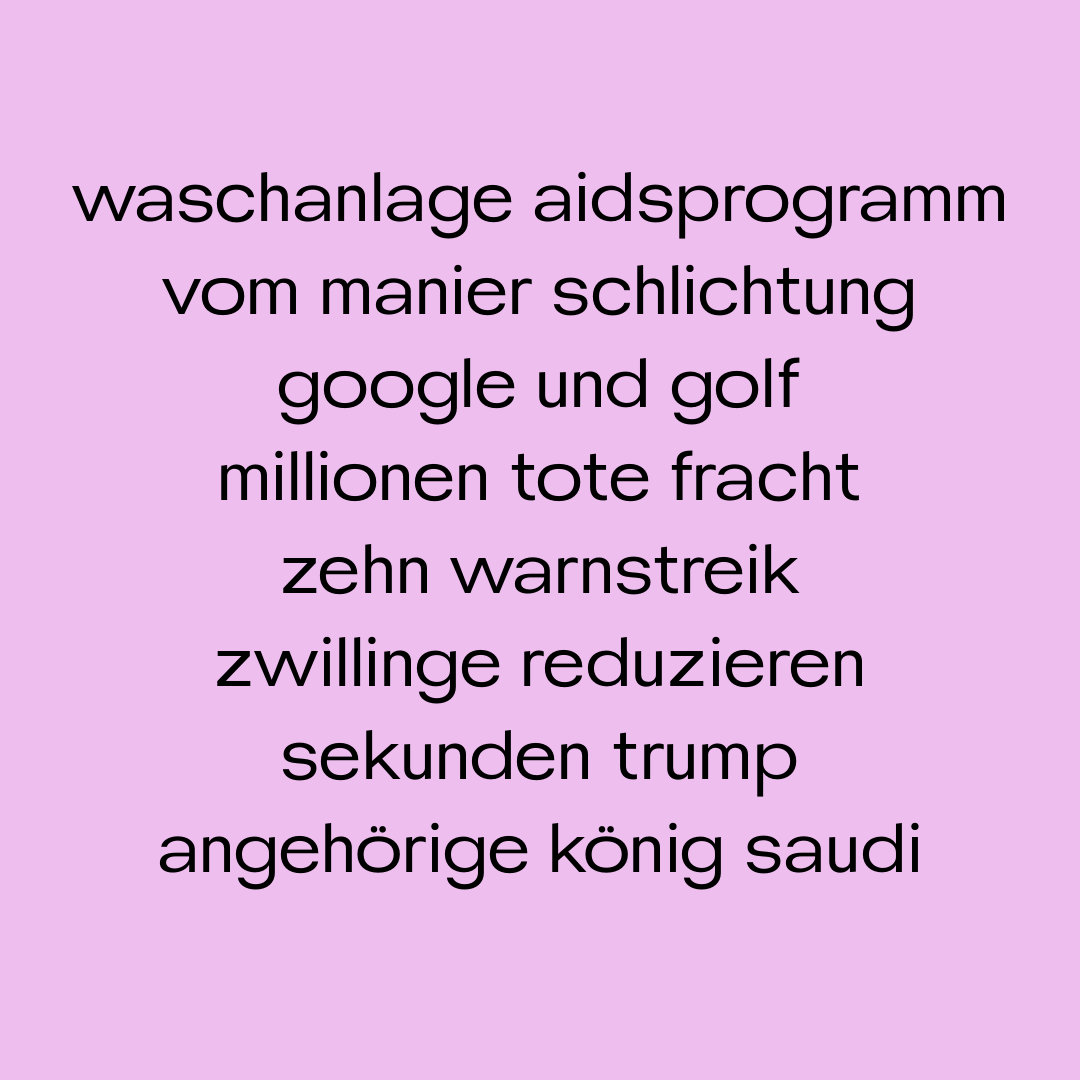 waschanlage aidsprogramm
vom manier schlichtung
google und golf
millionen tote fracht
zehn warnstreik
zwillinge reduzieren
sekunden trump
angehörige könig saudi